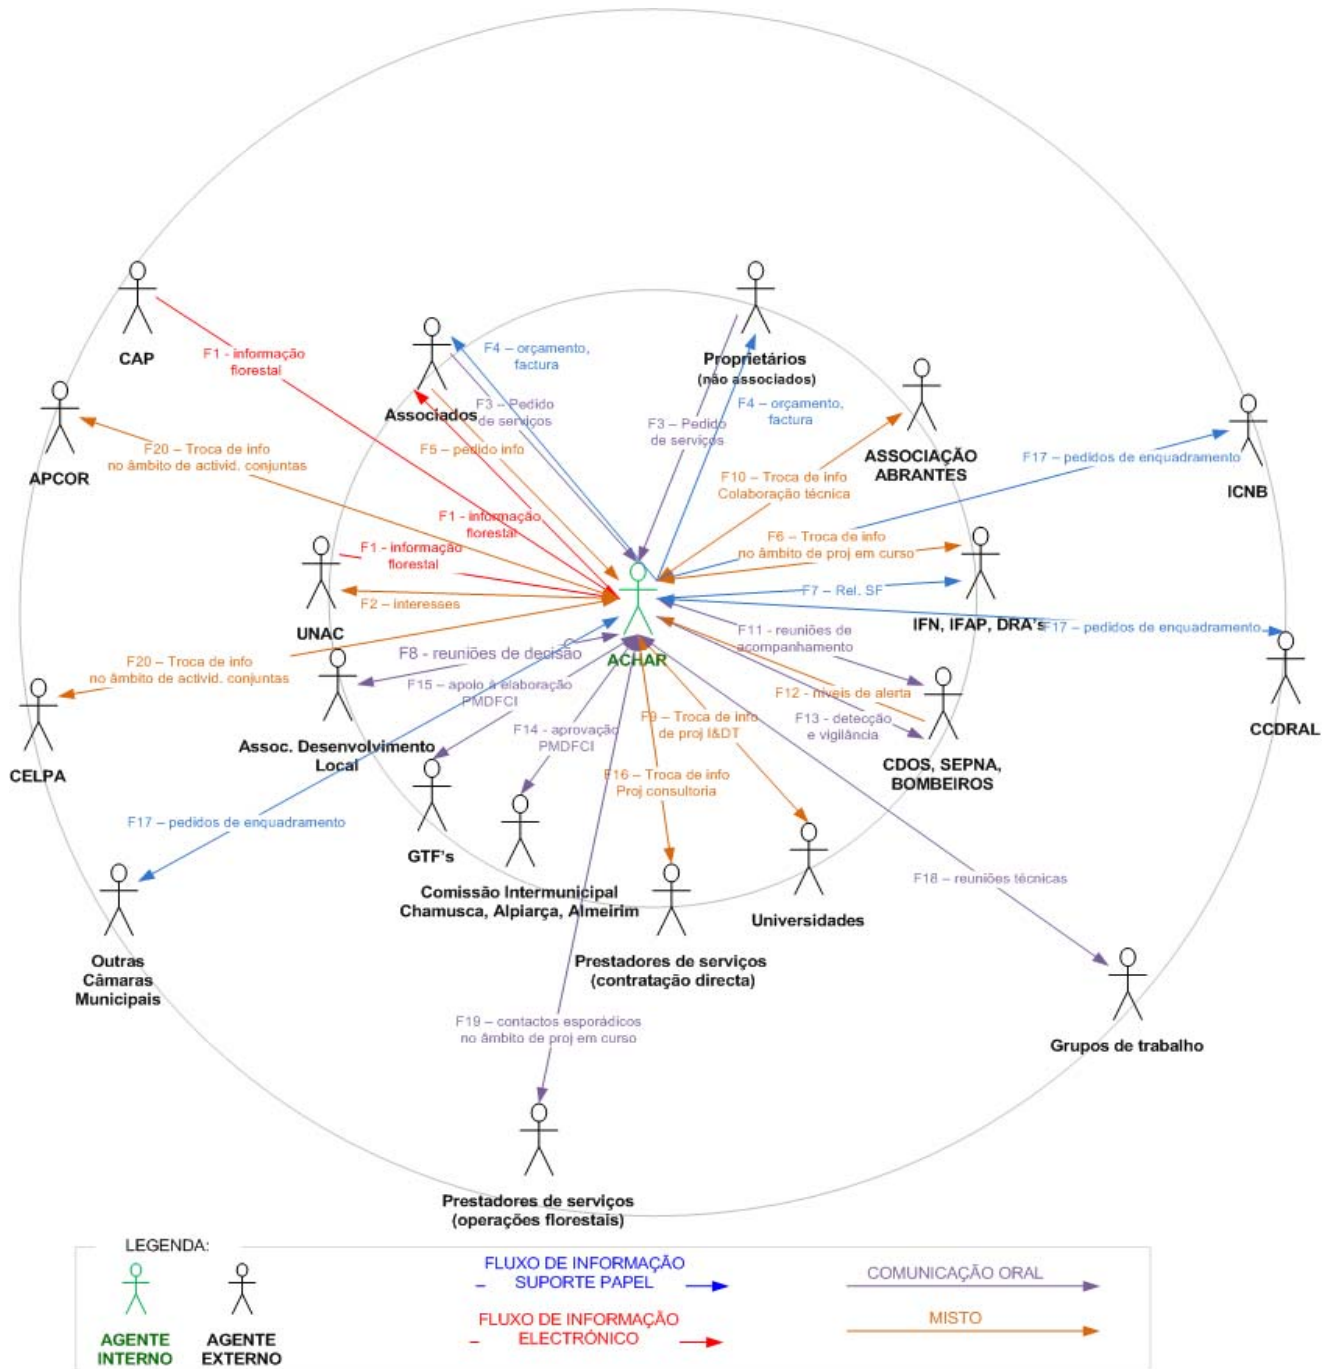 CAP
F1 - informação
florestal
Associados
F4 – orçamento,
factura
F3 – Pedido
de serviços
F5 – pedido info
F1 - informação
florestal
Proprietários
(não associados)
F4 – orçamento,
factura
F3 – Pedido
de serviços
ASSOCIAÇÃO
ABRANTES
F10 – Troca de info
Colaboração técnica
ICNB
F17 – pedidos de enquadramento
APCOR
F20 – Troca de info
no âmbito de activid. conjuntas
UNAC
F1 - informação
florestal
F2 – interesses
F6 – Troca de info
no âmbito de proj em curso
F7 – Rel. SF
IFN, IFAP, DRA's
F17 – pedidos de enquadramento
CCDRAL
ACHAR
F11 - reuniões de
acompanhamento
F12 - níveis de alerta
F13 - detecção
e vigilância
CDOS, SEPNA,
BOMBEIROS
CELPA
F20 – Troca de info
no âmbito de activid. conjuntas
F8 - reuniões de decisão
Assoc. Desenvolvimento
Local
F15 – apoio à elaboração
PMDFCI
GTF's
F14 - aprovação
PMDFCI
Comissão Intermunicipal
Chamusca, Alpiarça, Almeirim
F9 – Troca de info
de proj I&DT
Universidades
F16 – Troca de info
Proj consultoria
Prestadores de serviços
(contratação directa)
F17 – pedidos de enquadramento
Outras
Câmaras
Municipais
F18 – reuniões técnicas
Grupos de trabalho
F19 – contactos esporádicos
no âmbito de proj em curso
Prestadores de serviços
(operações florestais)
LEGENDA:
AGENTE
INTERNO
AGENTE
EXTERNO
FLUXO DE INFORMAÇÃO
SUPORTE PAPEL
FLUXO DE INFORMAÇÃO
ELECTRÓNICO
COMUNICAÇÃO ORAL
MISTO